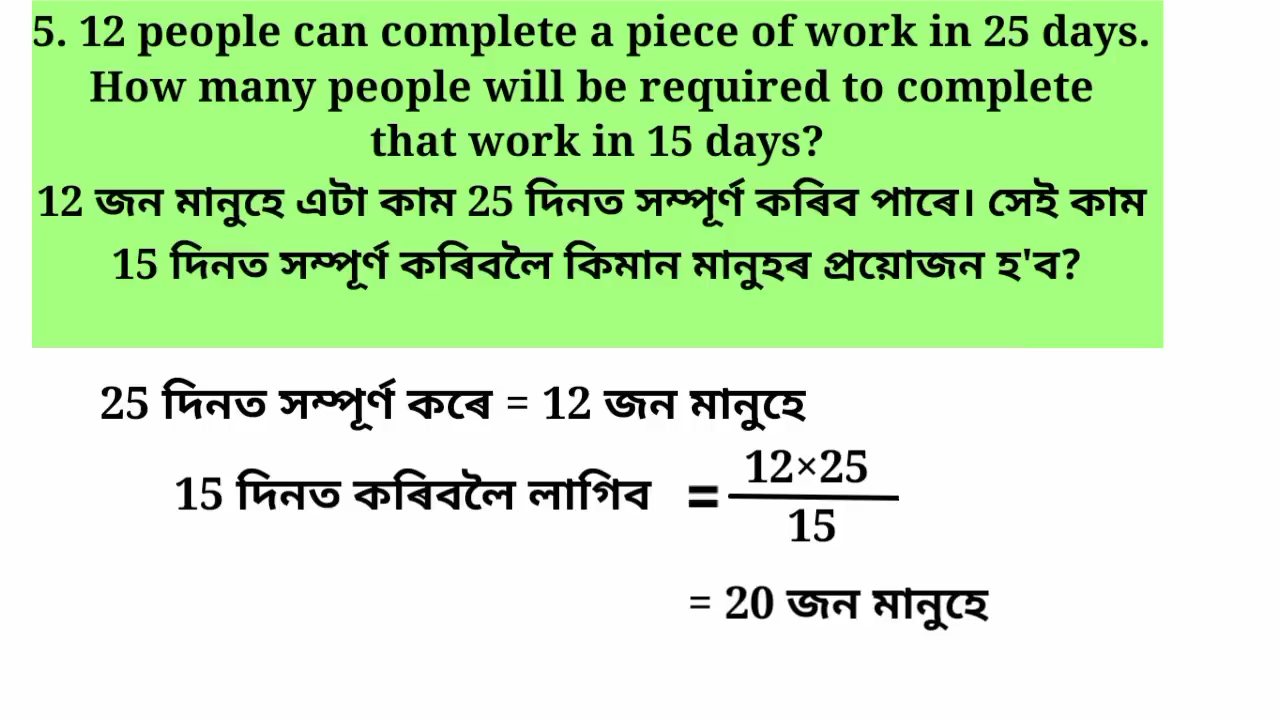 5. 12 people can complete a piece of work in 25 days.
How many people will be required to complete
that work in 15 days?
12 জন মানুহে এটা কাম 25 দিনত সম্পূৰ্ণ কৰিব পাৰে। সেই কাম
15 দিনত সম্পূৰ্ণ কৰিবলৈ কিমান মানুহৰ প্ৰয়োজন হ'ব?
25 দিনত সম্পূৰ্ণ কৰে = 12 জন মানুহে
15 দিনত কৰিবলৈ লাগিব = 12×25
15
= 20 জন মানুহে